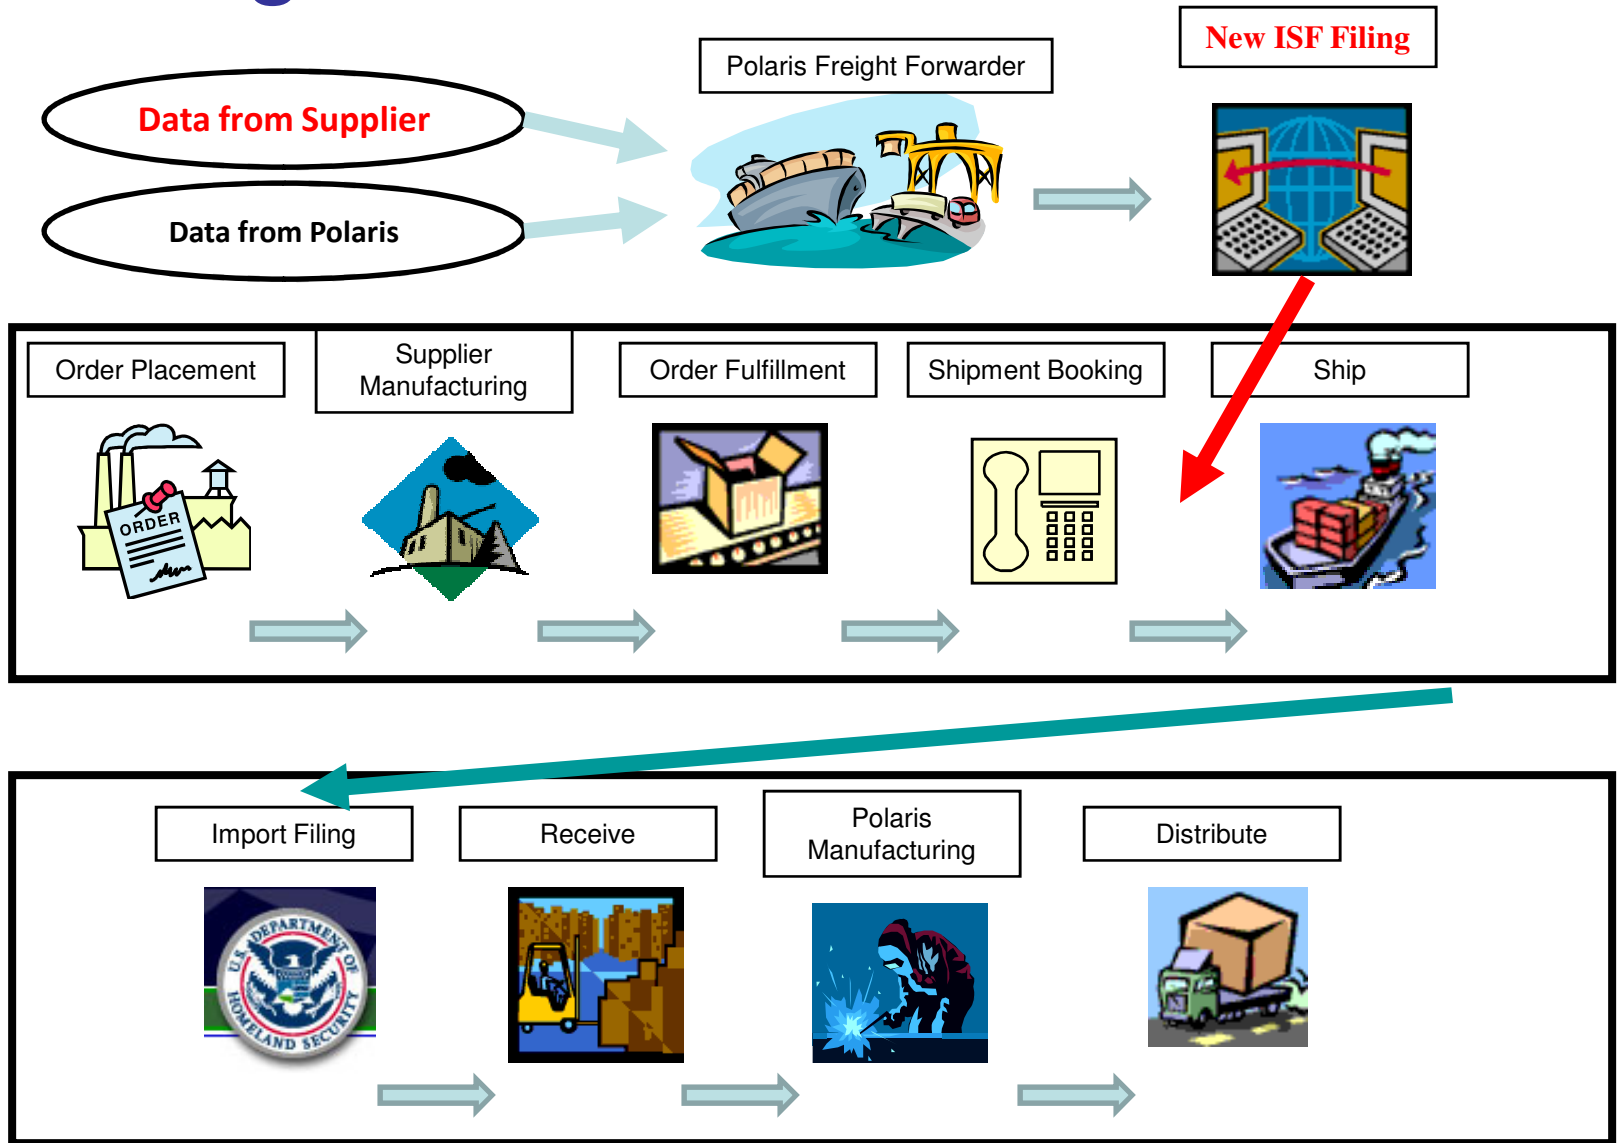 New ISF Filing
Polaris Freight Forwarder
Data from Supplier
Data from Polaris
Order Placement
Supplier
Manufacturing
Order Fulfillment
Shipment Booking
Ship
ORDER
Import Filing
Receive
Polaris
Manufacturing
Distribute
U.S. DEPARTMENT OF
HOMELAND SECURITY